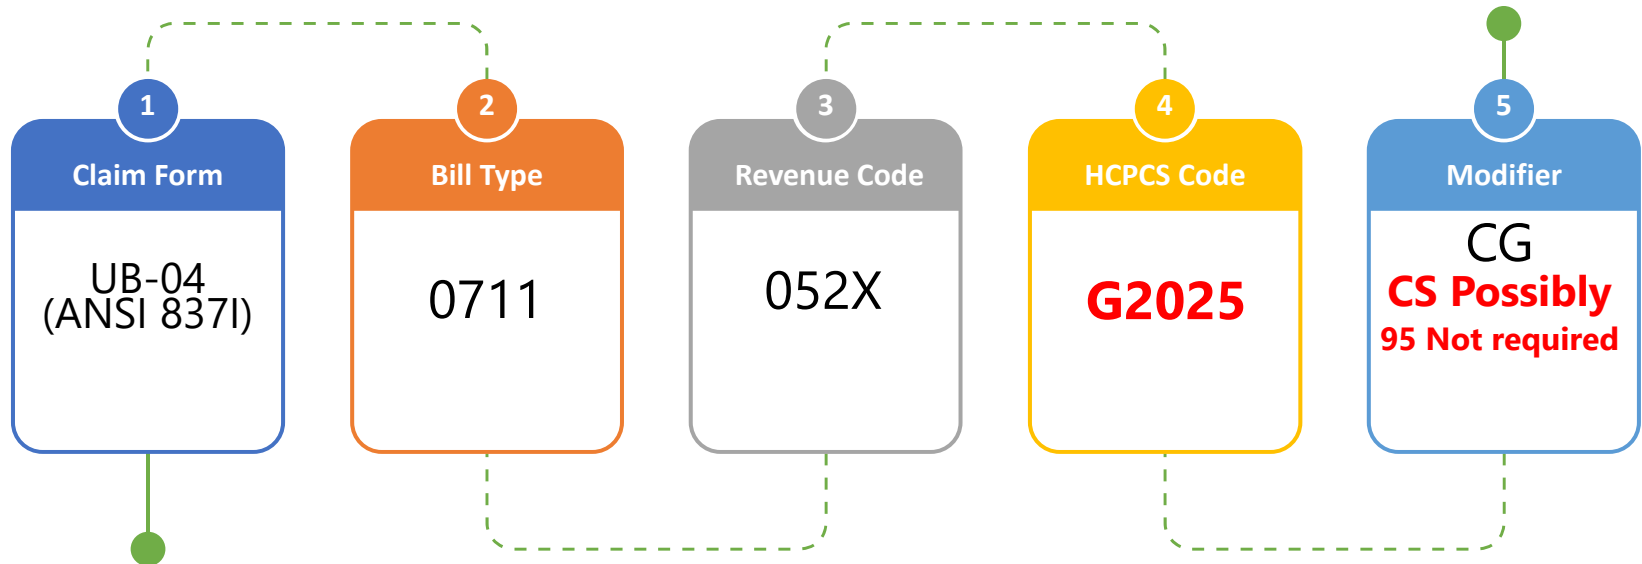 1
Claim Form
UB-04
(ANSI 837I)
2
Bill Type
0711
3
Revenue Code
052X
4
HCPCS Code
G2025
5
Modifier
CG
CS Possibly
95 Not required